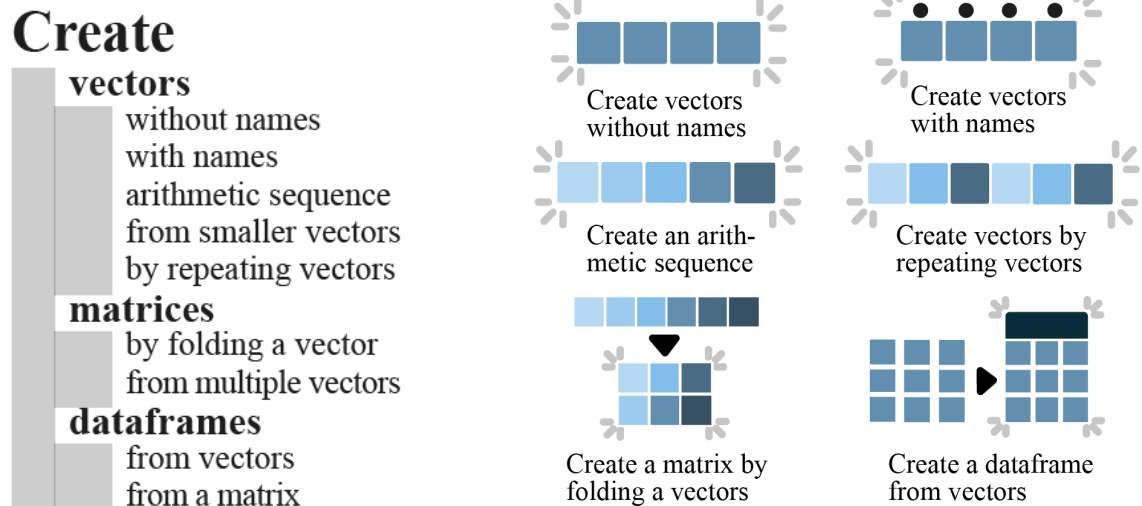 Create
vectors
without names
with names
arithmetic sequence
from smaller vectors
by repeating vectors
matrices
by folding a vector
from multiple vectors
dataframes
from vectors
from a matrix
Create vectors
without names
Create vectors
with names
Create an arith-
metic sequence
Create vectors by
repeating vectors
Create a matrix by
folding a vectors
Create a dataframe
from vectors